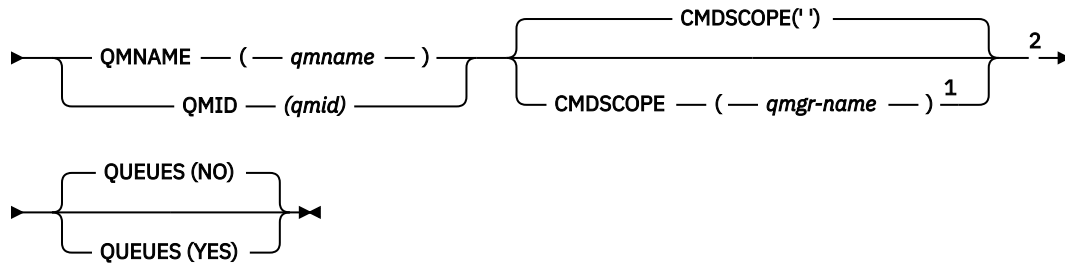 CMDSCOPE(' ')
QMNAME ( qmname ) 2
QMID (qmid) CMDSCOPE ( qmgr-name ) 1
QUEUES (NO)
QUEUES (YES)